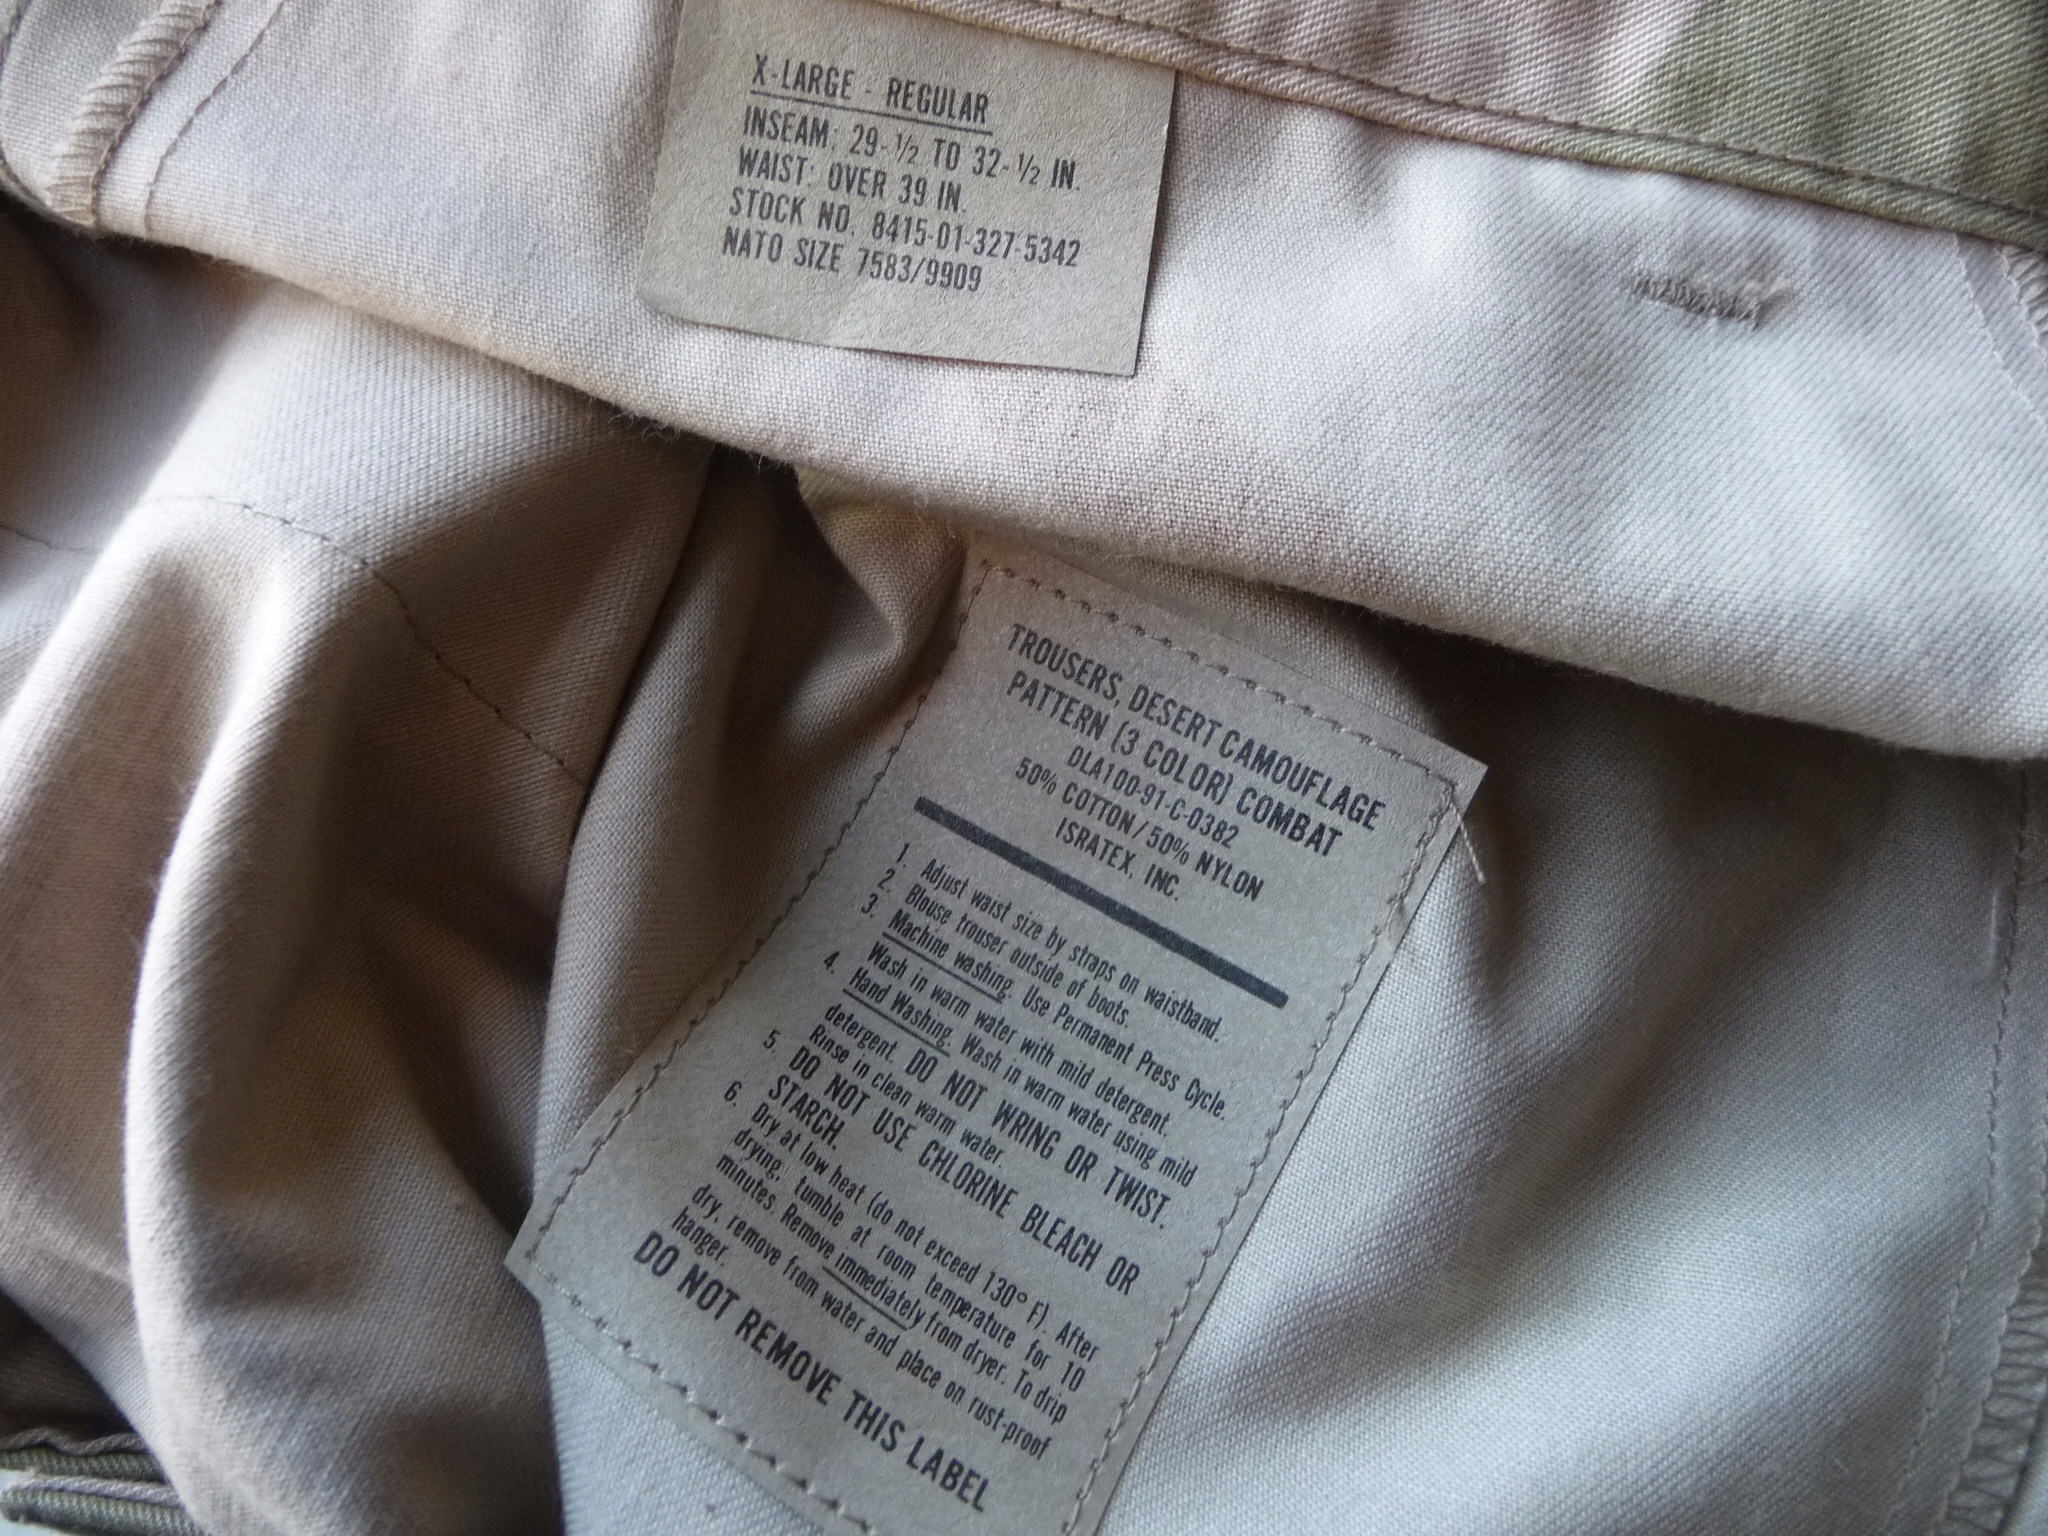 X-LARGE - REGULAR
INSEAM: 29-½ TO 32-½ IN.
WAIST: OVER 39 IN.
STOCK NO. 8415-01-327-5342
NATO SIZE 7583/9909
TROUSERS, DESERT CAMOUFLAGE
PATTERN (3 COLOR) COMBAT
DLA100-91-C-0382
50% COTTON / 50% NYLON
ISRATEX, INC.
1. Adjust waist size by straps on waistband.
2. Blouse trouser outside of boots.
3. Machine washing. Use Permanent Press Cycle.
Wash in warm water with mild detergent.
4. Hand Washing. Wash in warm water using mild
detergent. DO NOT WRING OR TWIST.
Rinse in clean warm water.
5. DO NOT USE CHLORINE BLEACH OR
STARCH.
6. Dry at low heat (do not exceed 130° F). After
drying, tumble at room temperature for 10
minutes. Remove immediately from dryer. To drip
dry, remove from water and place on rust-proof
hanger.
DO NOT REMOVE THIS LABEL